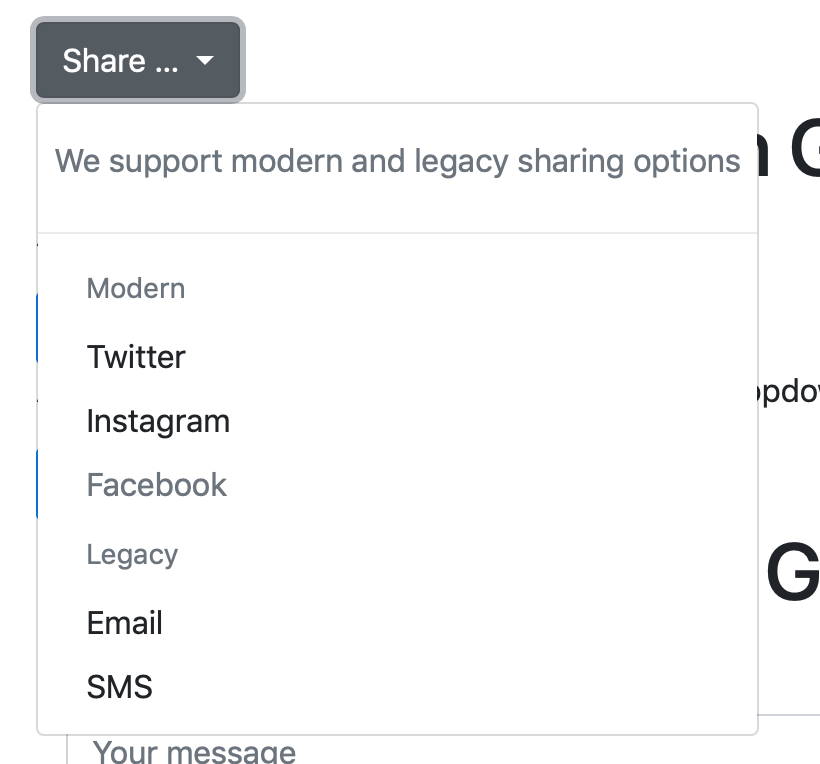 Share ...
We support modern and legacy sharing options
Modern
Twitter
Instagram
Facebook
Legacy
Email
SMS
G
Your message